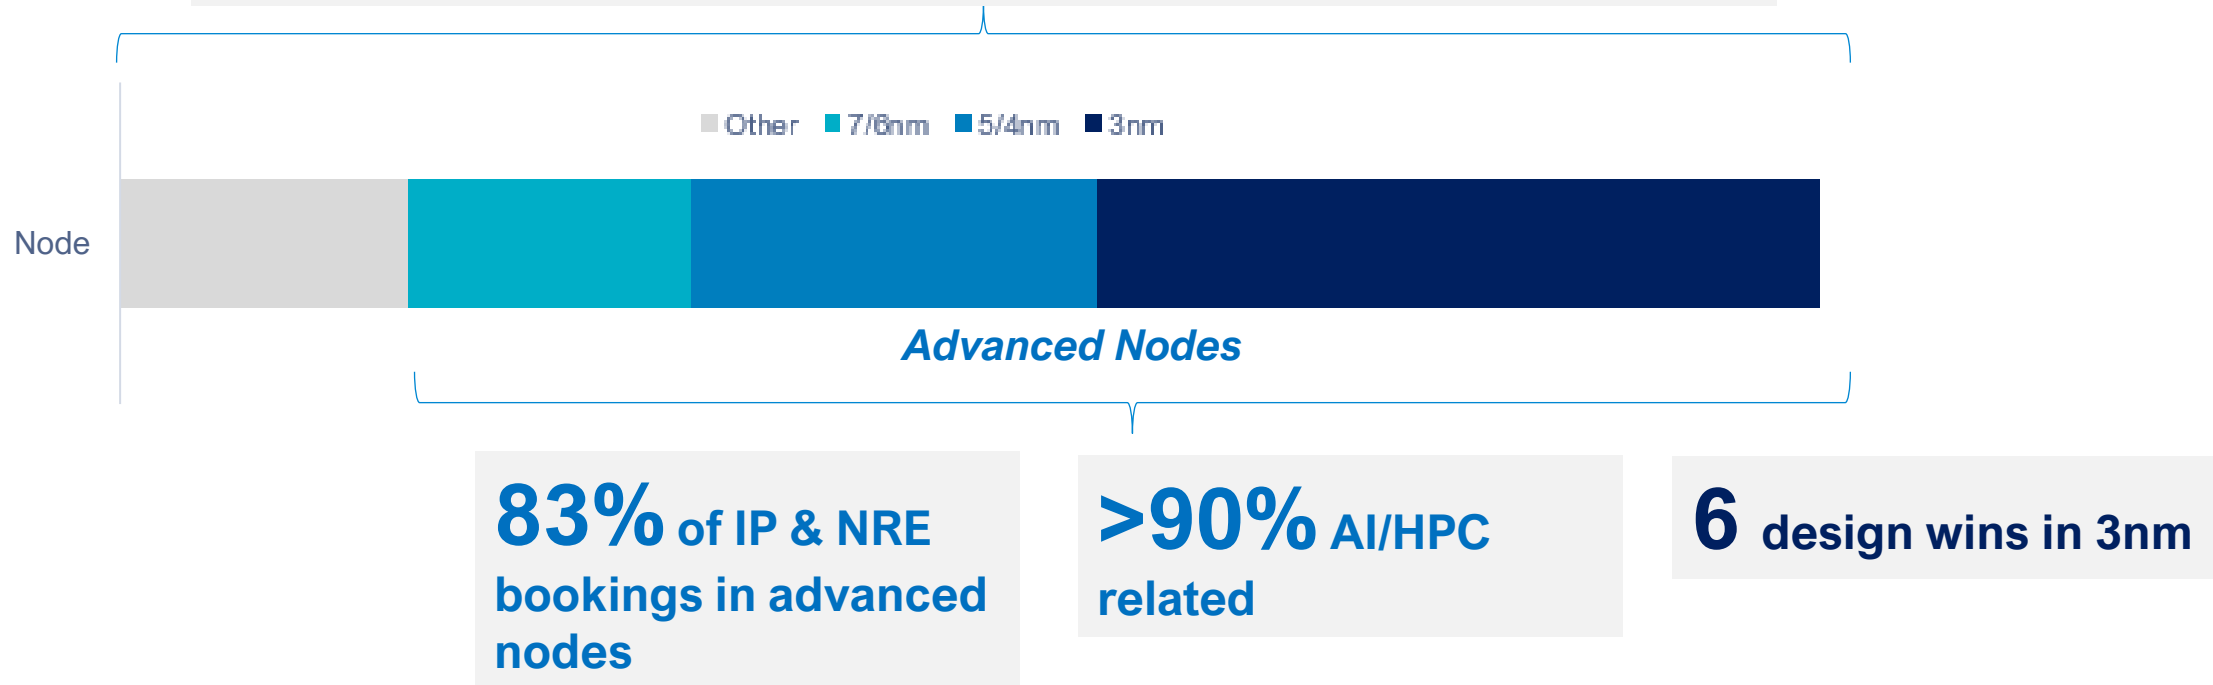 Other 7/6nm 5/4nm 3nm
Node
Advanced Nodes
83% of IP & NRE
bookings in advanced
nodes
>90% AI/HPC
related
6 design wins in 3nm